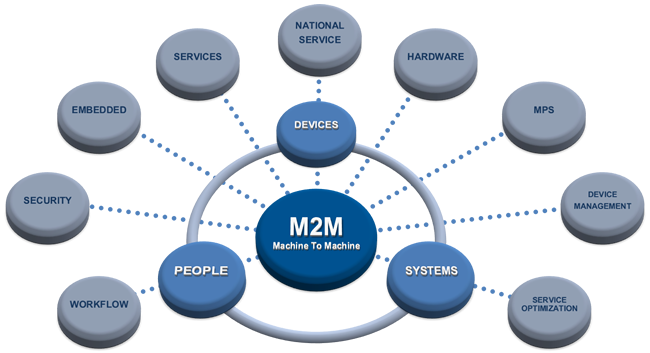 NATIONAL
SERVICE
SERVICES
HARDWARE
EMBEDDED
MPS
DEVICES
SECURITY
DEVICE
MANAGEMENT
M2M
Machine To Machine
PEOPLE
SYSTEMS
WORKFLOW
SERVICE
OPTIMIZATION